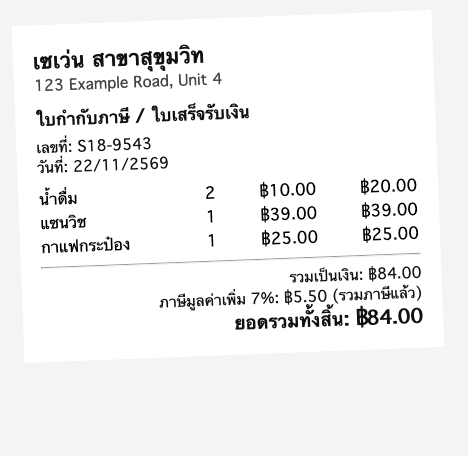 เซเว่น สาขาสุขุมวิท
123 Example Road, Unit 4
ใบกำกับภาษี / ใบเสร็จรับเงิน
เลขที่: S18-9543
วันที่: 22/11/2569
น้ำดื่ม 2 ฿10.00 ฿20.00
แซนวิช 1 ฿39.00 ฿39.00
กาแฟกระป๋อง 1 ฿25.00 ฿25.00
รวมเป็นเงิน: ฿84.00
ภาษีมูลค่าเพิ่ม 7%: ฿5.50 (รวมภาษีแล้ว)
ยอดรวมทั้งสิ้น: ฿84.00